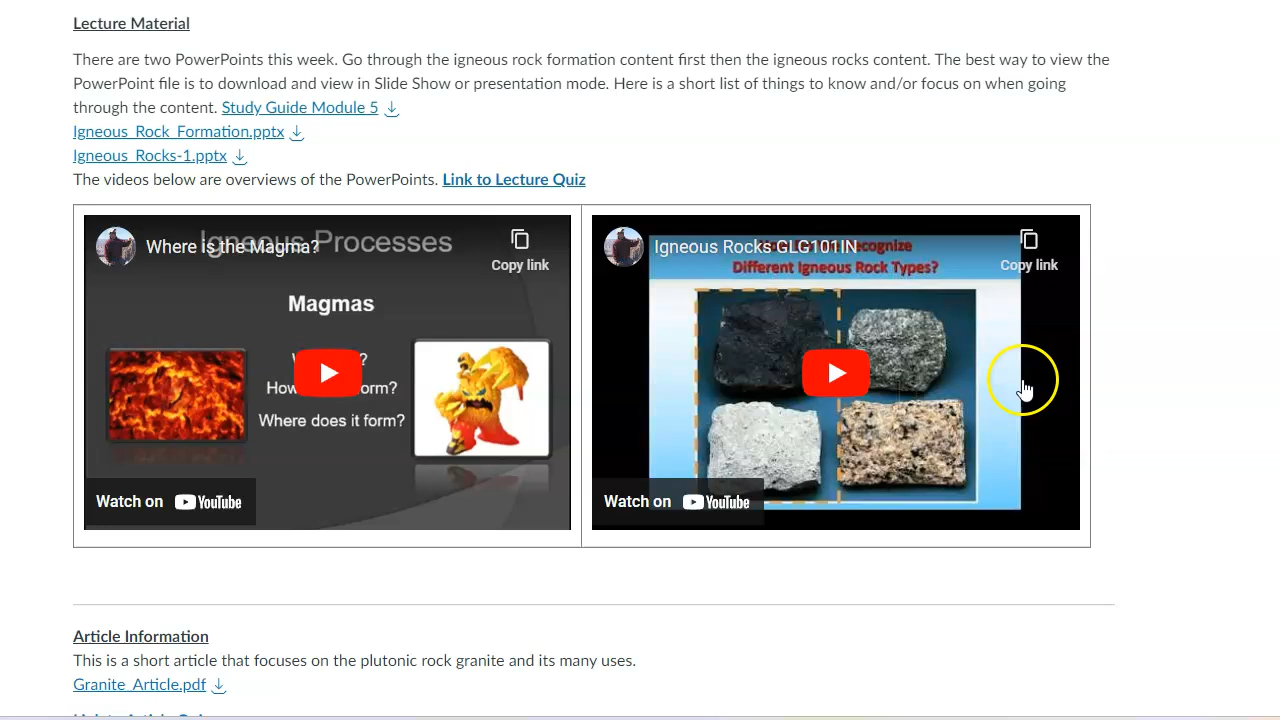 Lecture Material
There are two PowerPoints this week. Go through the igneous rock formation content first then the igneous rocks content. The best way to view the
PowerPoint file is to download and view in Slide Show or presentation mode. Here is a short list of things to know and/or focus on when going
through the content. Study Guide Module 5
Igneous_Rock_Formation.pptx
Igneous_Rocks-1.pptx
The videos below are overviews of the PowerPoints. Link to Lecture Quiz
Igneous Processes
Where is the Magma?
Copy link
Magmas
How
orm?
Where does it form?
Watch on YouTube
Igneous Rocks GLG101IN
Recognize
Different Igneous Rock Types?
Copy link
Watch on YouTube
Article Information
This is a short article that focuses on the plutonic rock granite and its many uses.
Granite_Article.pdf